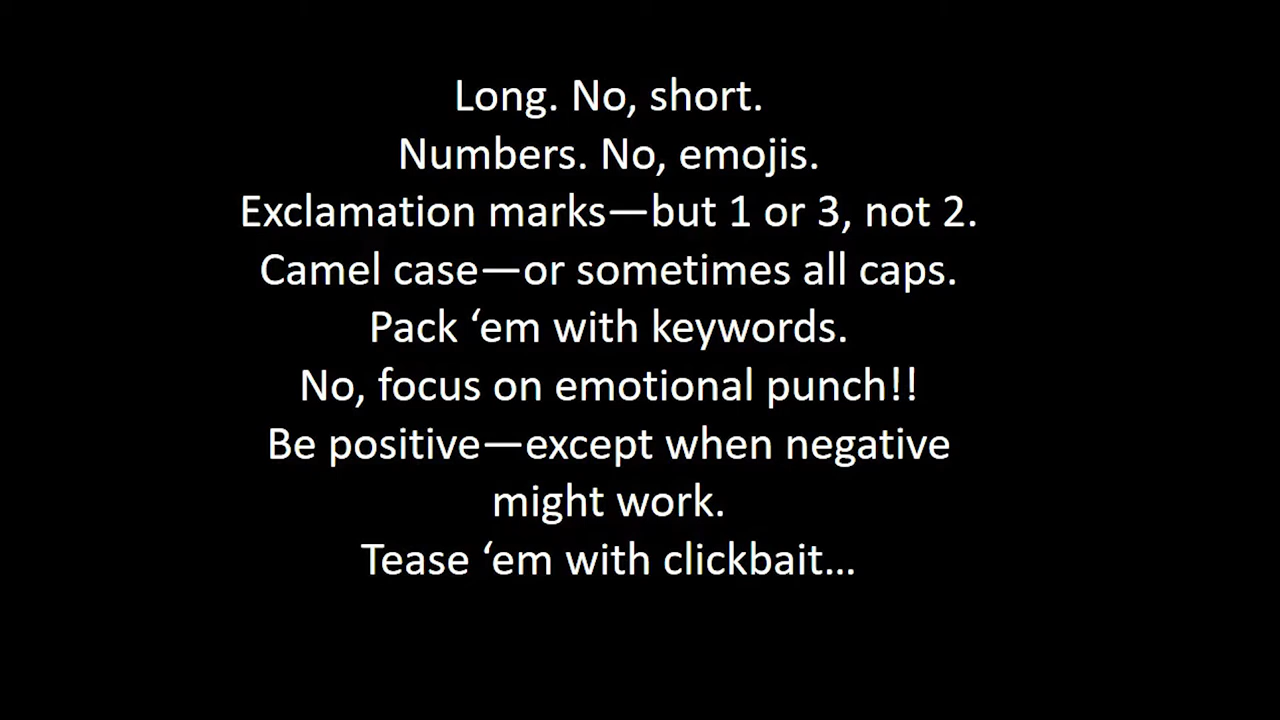 Long. No, short.
Numbers. No, emojis.
Exclamation marks—but 1 or 3, not 2.
Camel case—or sometimes all caps.
Pack ‘em with keywords.
No, focus on emotional punch!!
Be positive—except when negative
might work.
Tease ‘em with clickbait…